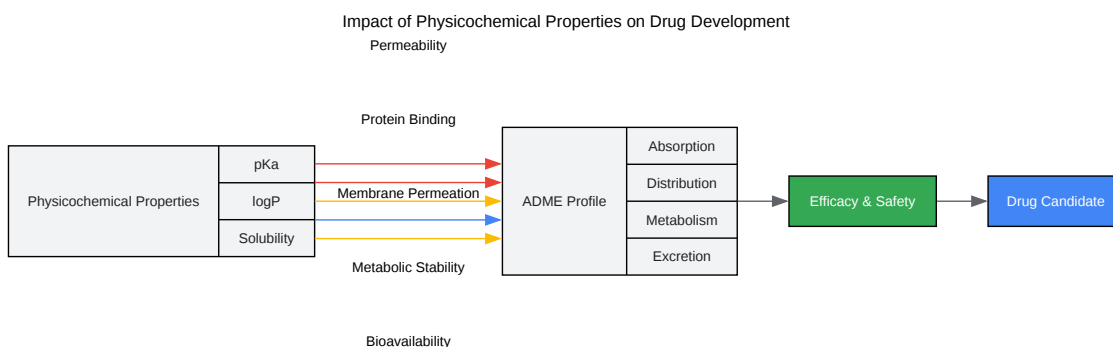 Impact of Physicochemical Properties on Drug Development
Permeability
Protein Binding
Physicochemical Properties
pKa
logP
Solubility
Membrane Permeation
Metabolic Stability
Bioavailability
ADME Profile
Absorption
Distribution
Metabolism
Excretion
Efficacy & Safety
Drug Candidate